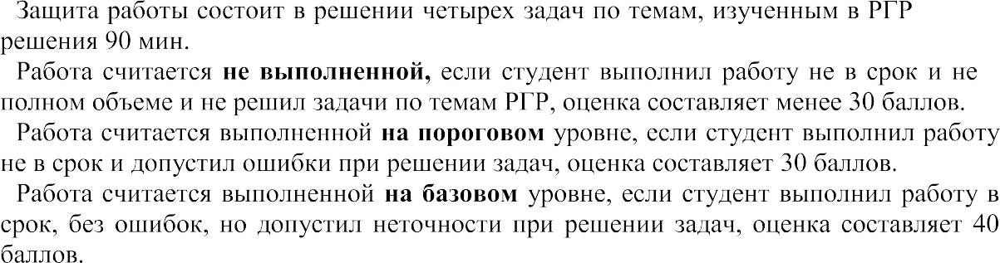 Защита работы состоит в решении четырех задач по темам, изученным в РГР
решения 90 мин.
Работа считается не выполненной, если студент выполнил работу не в срок и не
полном объеме и не решил задачи по темам РГР, оценка составляет менее 30 баллов.
Работа считается выполненной на пороговом уровне, если студент выполнил работу
не в срок и допустил ошибки при решении задач, оценка составляет 30 баллов.
Работа считается выполненной на базовом уровне, если студент выполнил работу в
срок, без ошибок, но допустил неточности при решении задач, оценка составляет 40
баллов.